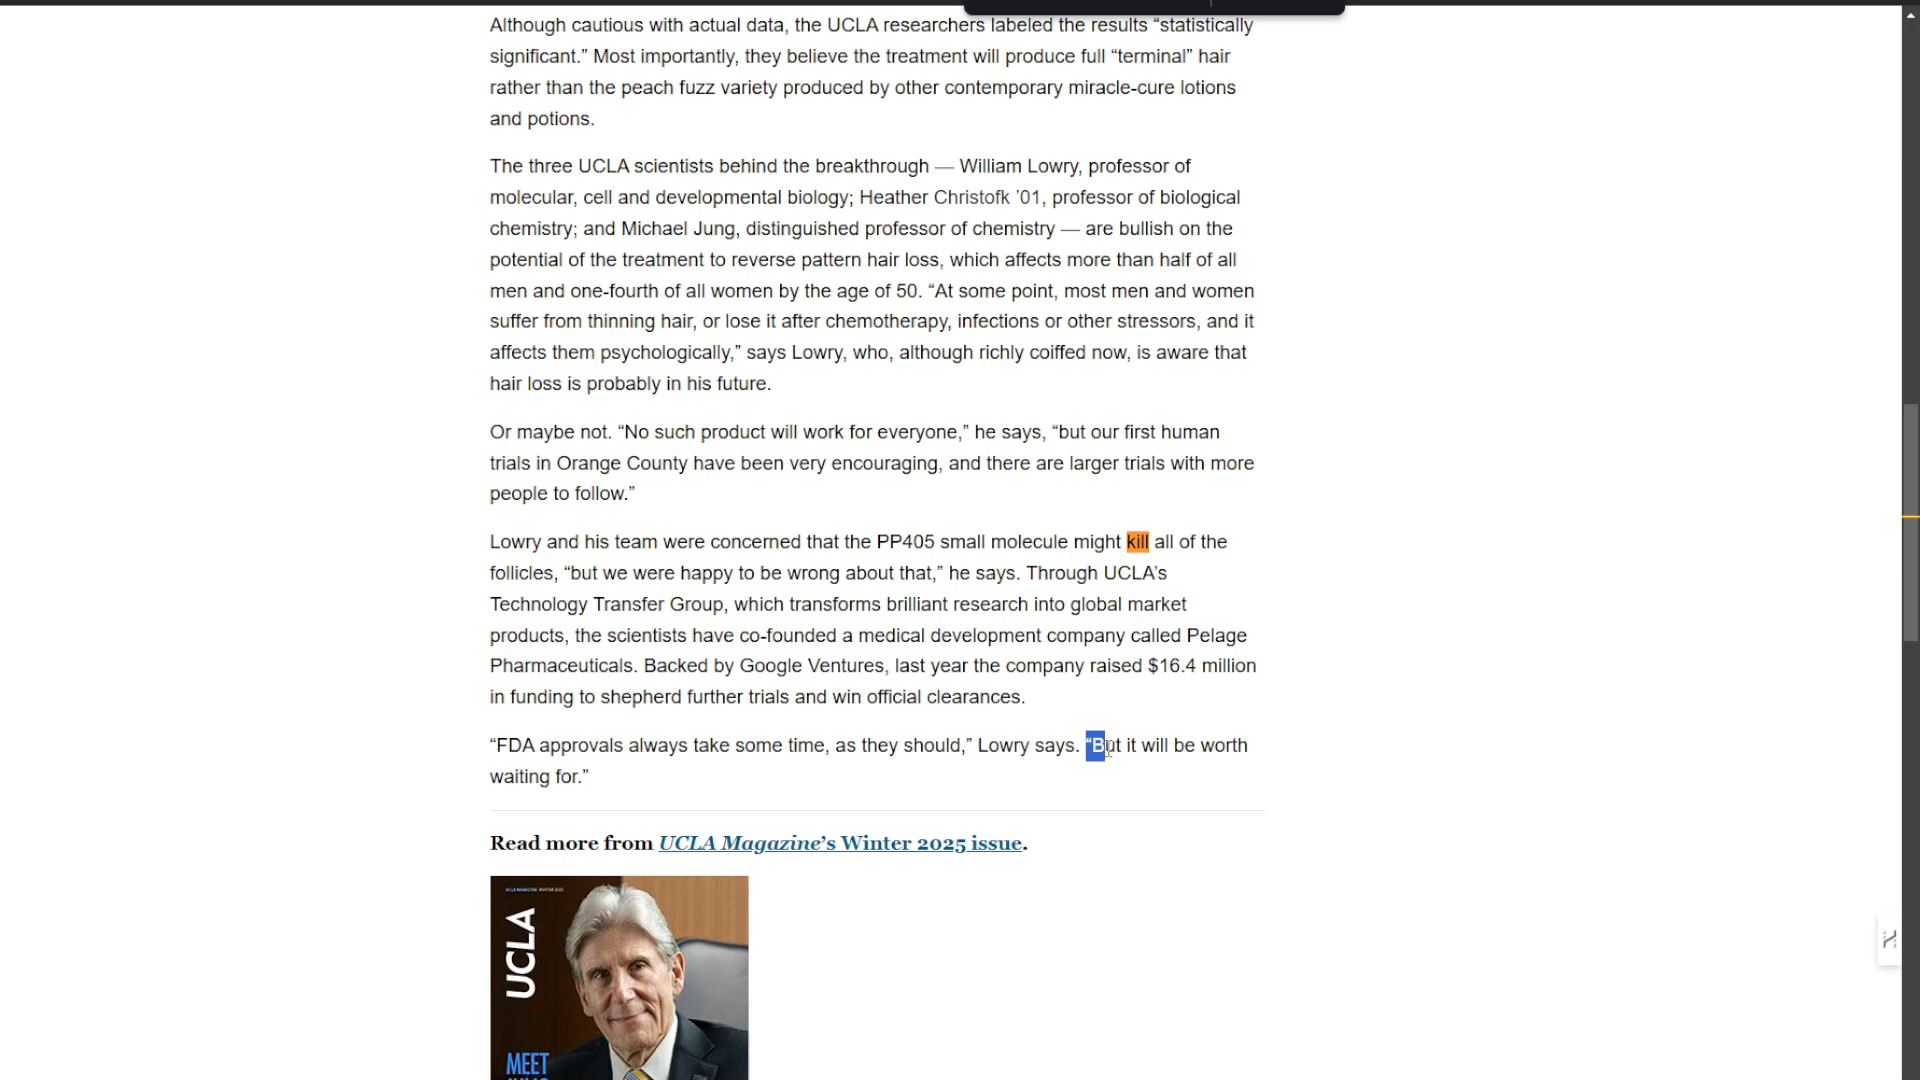 Although cautious with actual data, the UCLA researchers labeled the results “statistically
significant.” Most importantly, they believe the treatment will produce full “terminal” hair
rather than the peach fuzz variety produced by other contemporary miracle-cure lotions
and potions.
The three UCLA scientists behind the breakthrough — William Lowry, professor of
molecular, cell and developmental biology; Heather Christofk ’01, professor of biological
chemistry; and Michael Jung, distinguished professor of chemistry — are bullish on the
potential of the treatment to reverse pattern hair loss, which affects more than half of all
men and one-fourth of all women by the age of 50. “At some point, most men and women
suffer from thinning hair, or lose it after chemotherapy, infections or other stressors, and it
affects them psychologically,” says Lowry, who, although richly coiffed now, is aware that
hair loss is probably in his future.
Or maybe not. “No such product will work for everyone,” he says, “but our first human
trials in Orange County have been very encouraging, and there are larger trials with more
people to follow.”
Lowry and his team were concerned that the PP405 small molecule might kill all of the
follicles, “but we were happy to be wrong about that,” he says. Through UCLA’s
Technology Transfer Group, which transforms brilliant research into global market
products, the scientists have co-founded a medical development company called Pelage
Pharmaceuticals. Backed by Google Ventures, last year the company raised $16.4 million
in funding to shepherd further trials and win official clearances.
“FDA approvals always take some time, as they should,” Lowry says. “But it will be worth
waiting for.”
Read more from UCLA Magazine’s Winter 2025 issue.
UCLA MAGAZINE WINTER 2025
UCLA
MEET